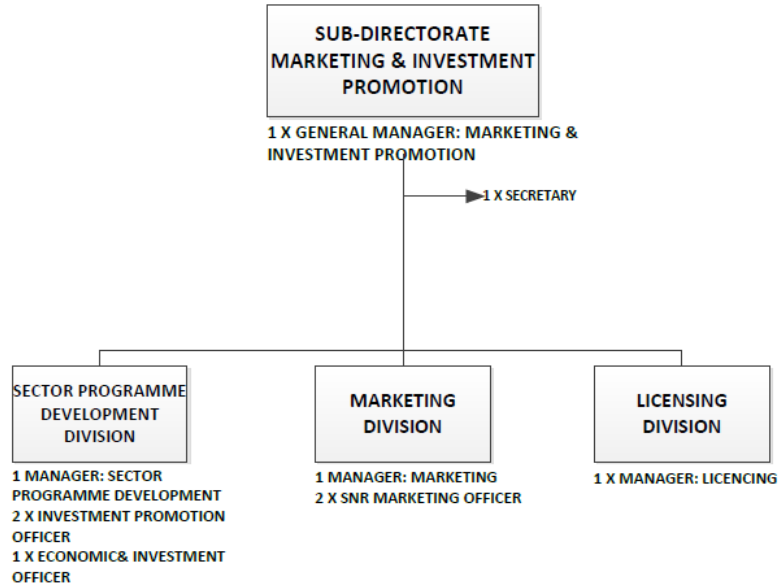 SUB-DIRECTORATE
MARKETING & INVESTMENT
PROMOTION
1 X GENERAL MANAGER: MARKETING &
INVESTMENT PROMOTION
1 X SECRETARY
SECTOR PROGRAMME
DEVELOPMENT
DIVISION
1 MANAGER: SECTOR
PROGRAMME DEVELOPMENT
2 X INVESTMENT PROMOTION
OFFICER
1 X ECONOMIC& INVESTMENT
OFFICER
MARKETING
DIVISION
1 MANAGER: MARKETING
2 X SNR MARKETING OFFICER
LICENSING
DIVISION
1 X MANAGER: LICENCING